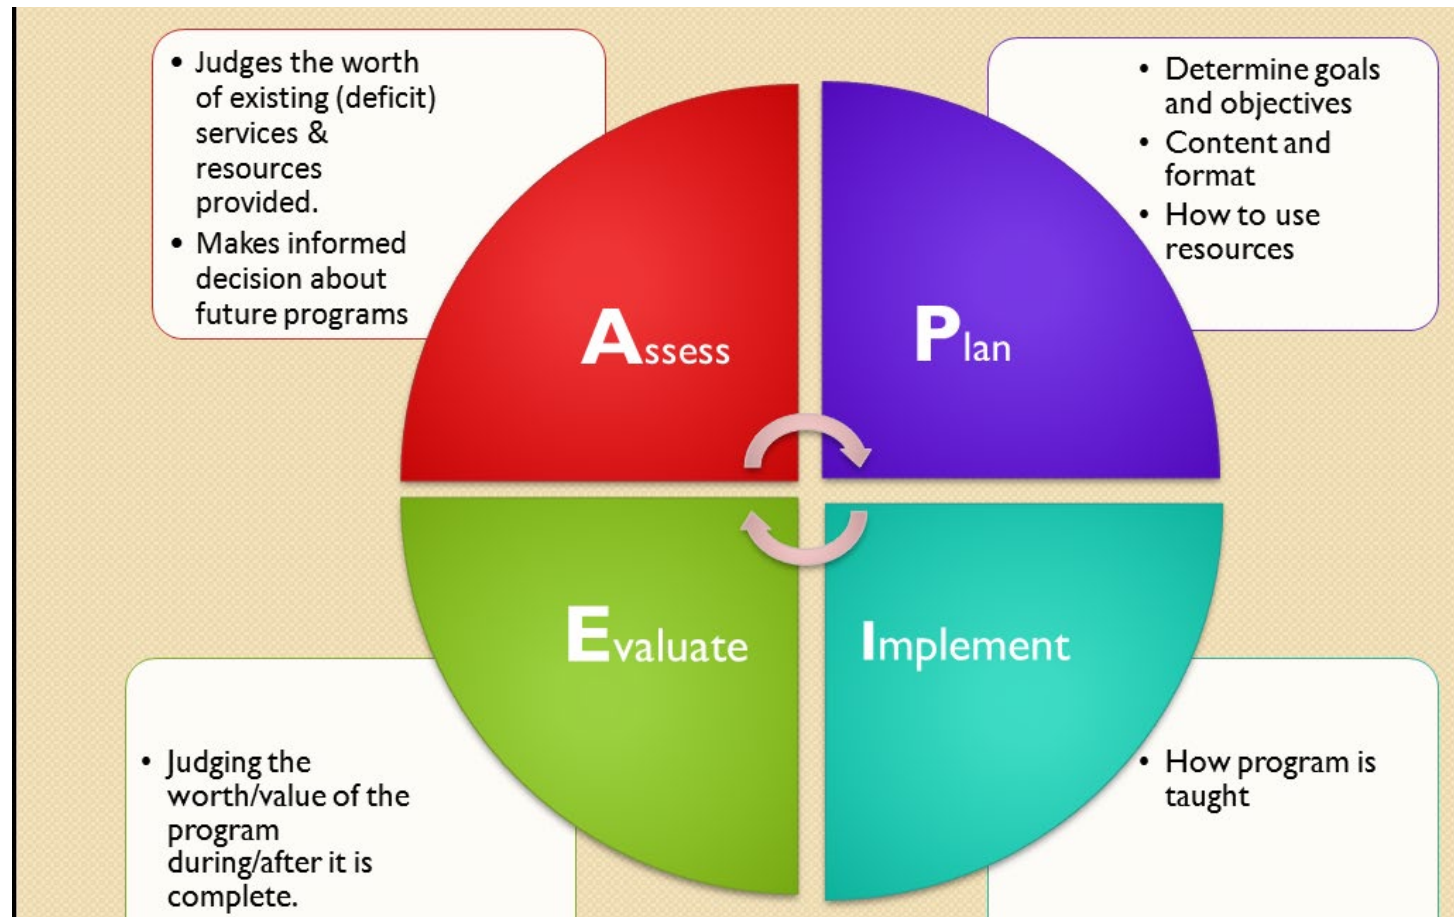 • Judges the worth
of existing (deficit)
services &
resources
provided.
• Makes informed
decision about
future programs
• Determine goals
and objectives
• Content and
format
• How to use
resources
Assess
Plan
Evaluate
Implement
• Judging the
worth/value of the
program
during/after it is
complete.
• How program is
taught